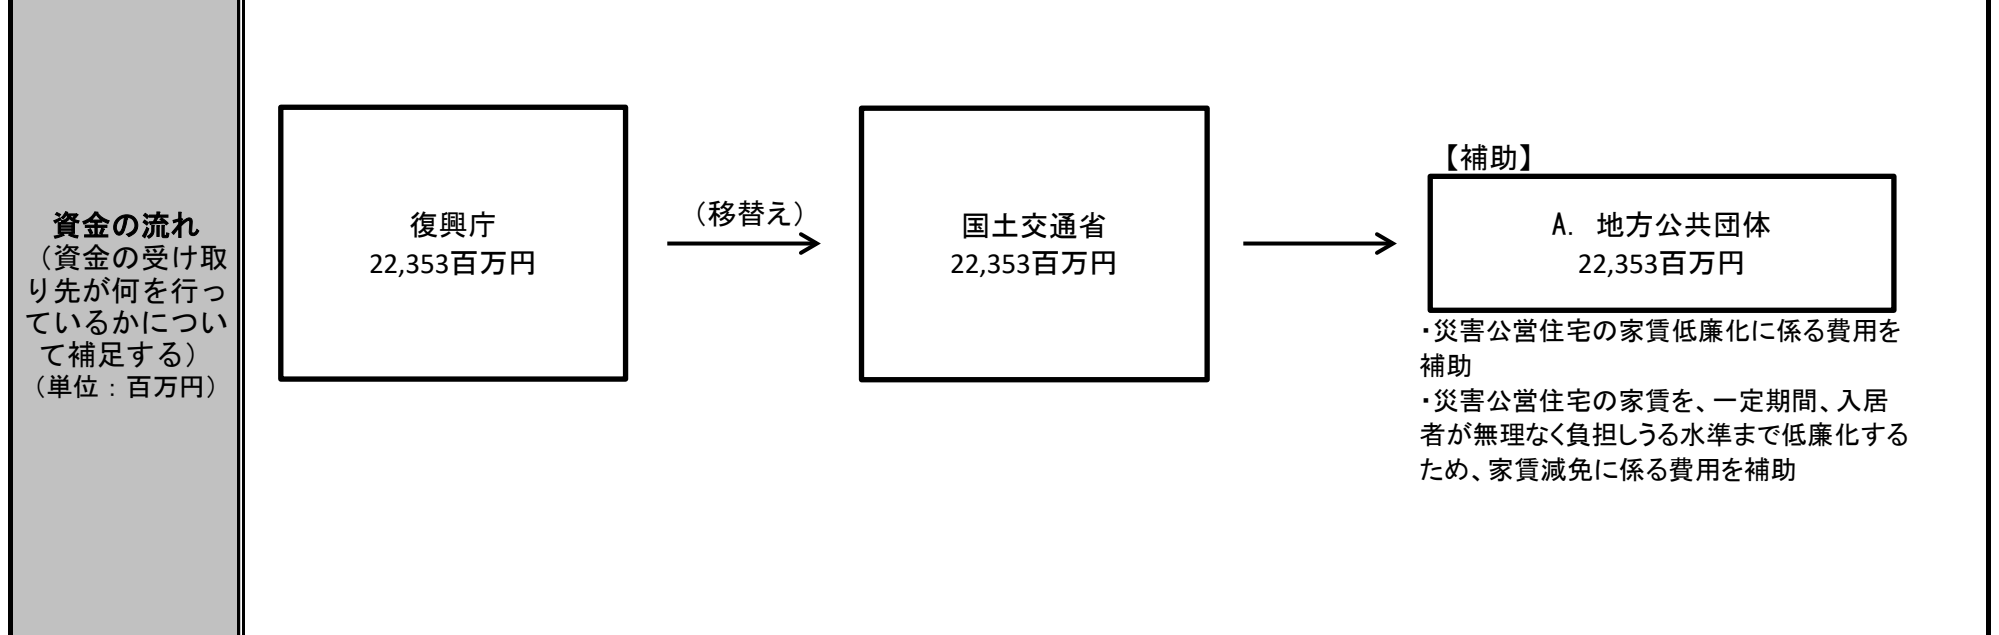 資金の流れ
（資金の受け取
り先が何を行っ
ているかについ
て補足する）
（単位：百万円）
復興庁
22,353百万円
（移替え）
国土交通省
22,353百万円
【補助】
A. 地方公共団体
22,353百万円
・災害公営住宅の家賃低廉化に係る費用を
補助
・災害公営住宅の家賃を、一定期間、入居
者が無理なく負担しうる水準まで低廉化する
ため、家賃減免に係る費用を補助